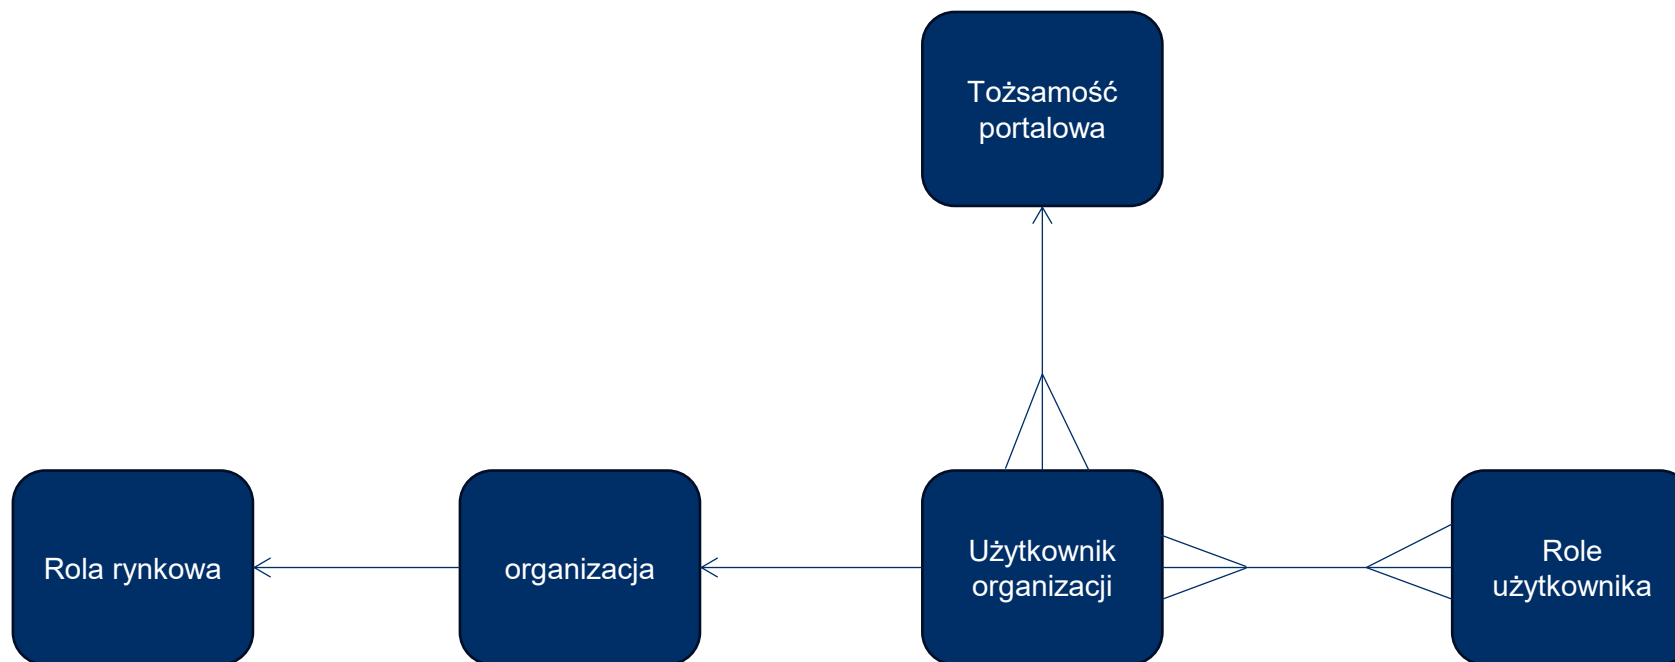 Tożsamość
portalowa
Rola rynkowa
organizacja
Użytkownik
organizacji
Role
użytkownika